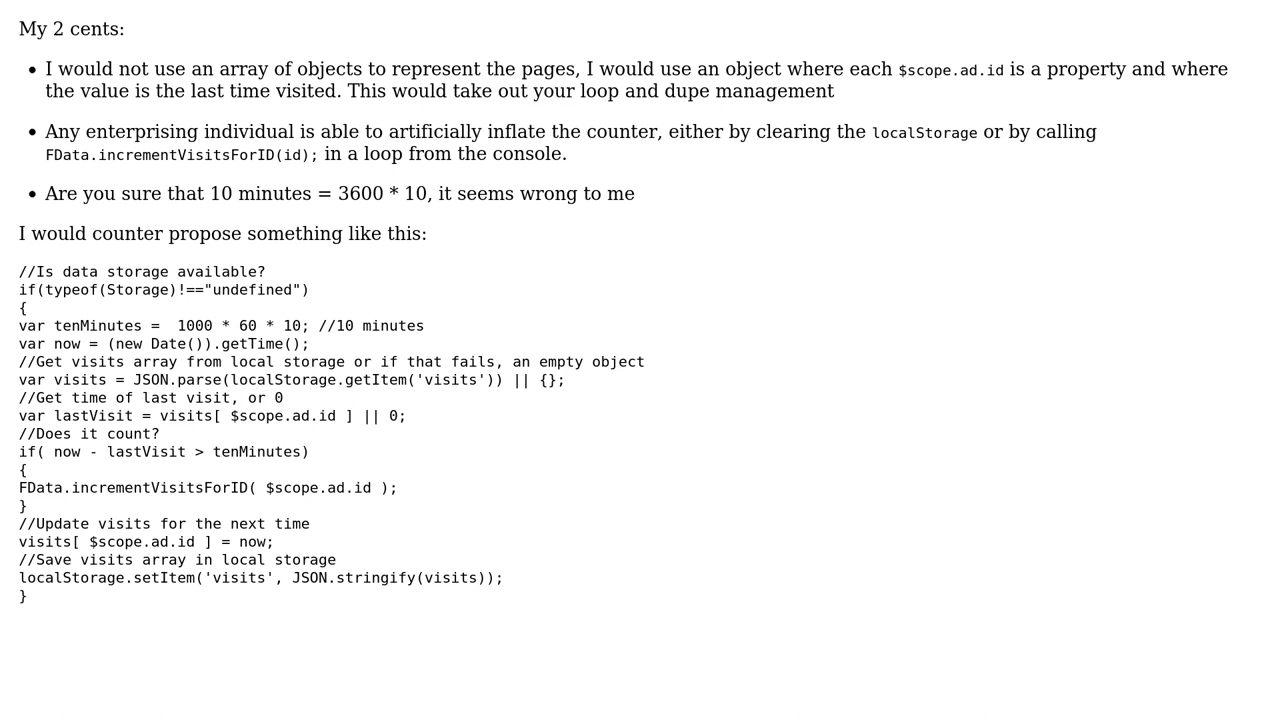 My 2 cents:
• I would not use an array of objects to represent the pages, I would use an object where each $scope.ad.id is a property and where
the value is the last time visited. This would take out your loop and dupe management
• Any enterprising individual is able to artificially inflate the counter, either by clearing the localStorage or by calling
FData.incrementVisitsForID(id); in a loop from the console.
• Are you sure that 10 minutes = 3600 * 10, it seems wrong to me
I would counter propose something like this:
//Is data storage available?
if(typeof(Storage)!=="undefined")
{
var tenMinutes =  1000 * 60 * 10; //10 minutes
var now = (new Date()).getTime();
//Get visits array from local storage or if that fails, an empty object
var visits = JSON.parse(localStorage.getItem('visits')) || {};
//Get time of last visit, or 0
var lastVisit = visits[ $scope.ad.id ] || 0;
//Does it count?
if( now - lastVisit > tenMinutes)
{
FData.incrementVisitsForID( $scope.ad.id );
}
//Update visits for the next time
visits[ $scope.ad.id ] = now;
//Save visits array in local storage
localStorage.setItem('visits', JSON.stringify(visits));
}